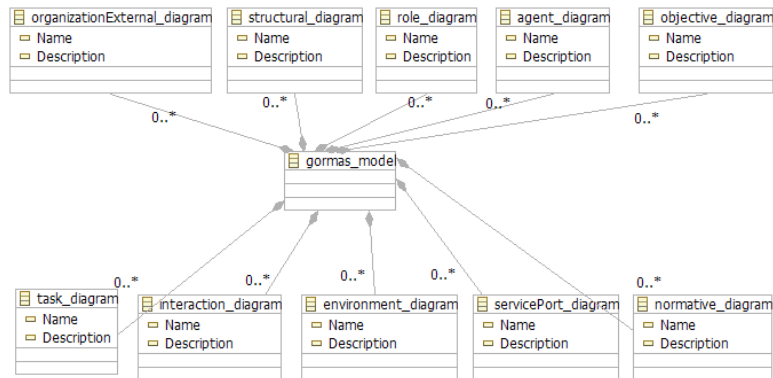 organizationExternal_diagram
Name
Description
structural_diagram
Name
Description
role_diagram
Name
Description
agent_diagram
Name
Description
objective_diagram
Name
Description
0..*
0..*
0..*
0..*
0..*
gormas_model
0..*
0..*
0..*
0..*
0..*
task_diagram
Name
Description
interaction_diagram
Name
Description
environment_diagram
Name
Description
servicePort_diagram
Name
Description
normative_diagram
Name
Description